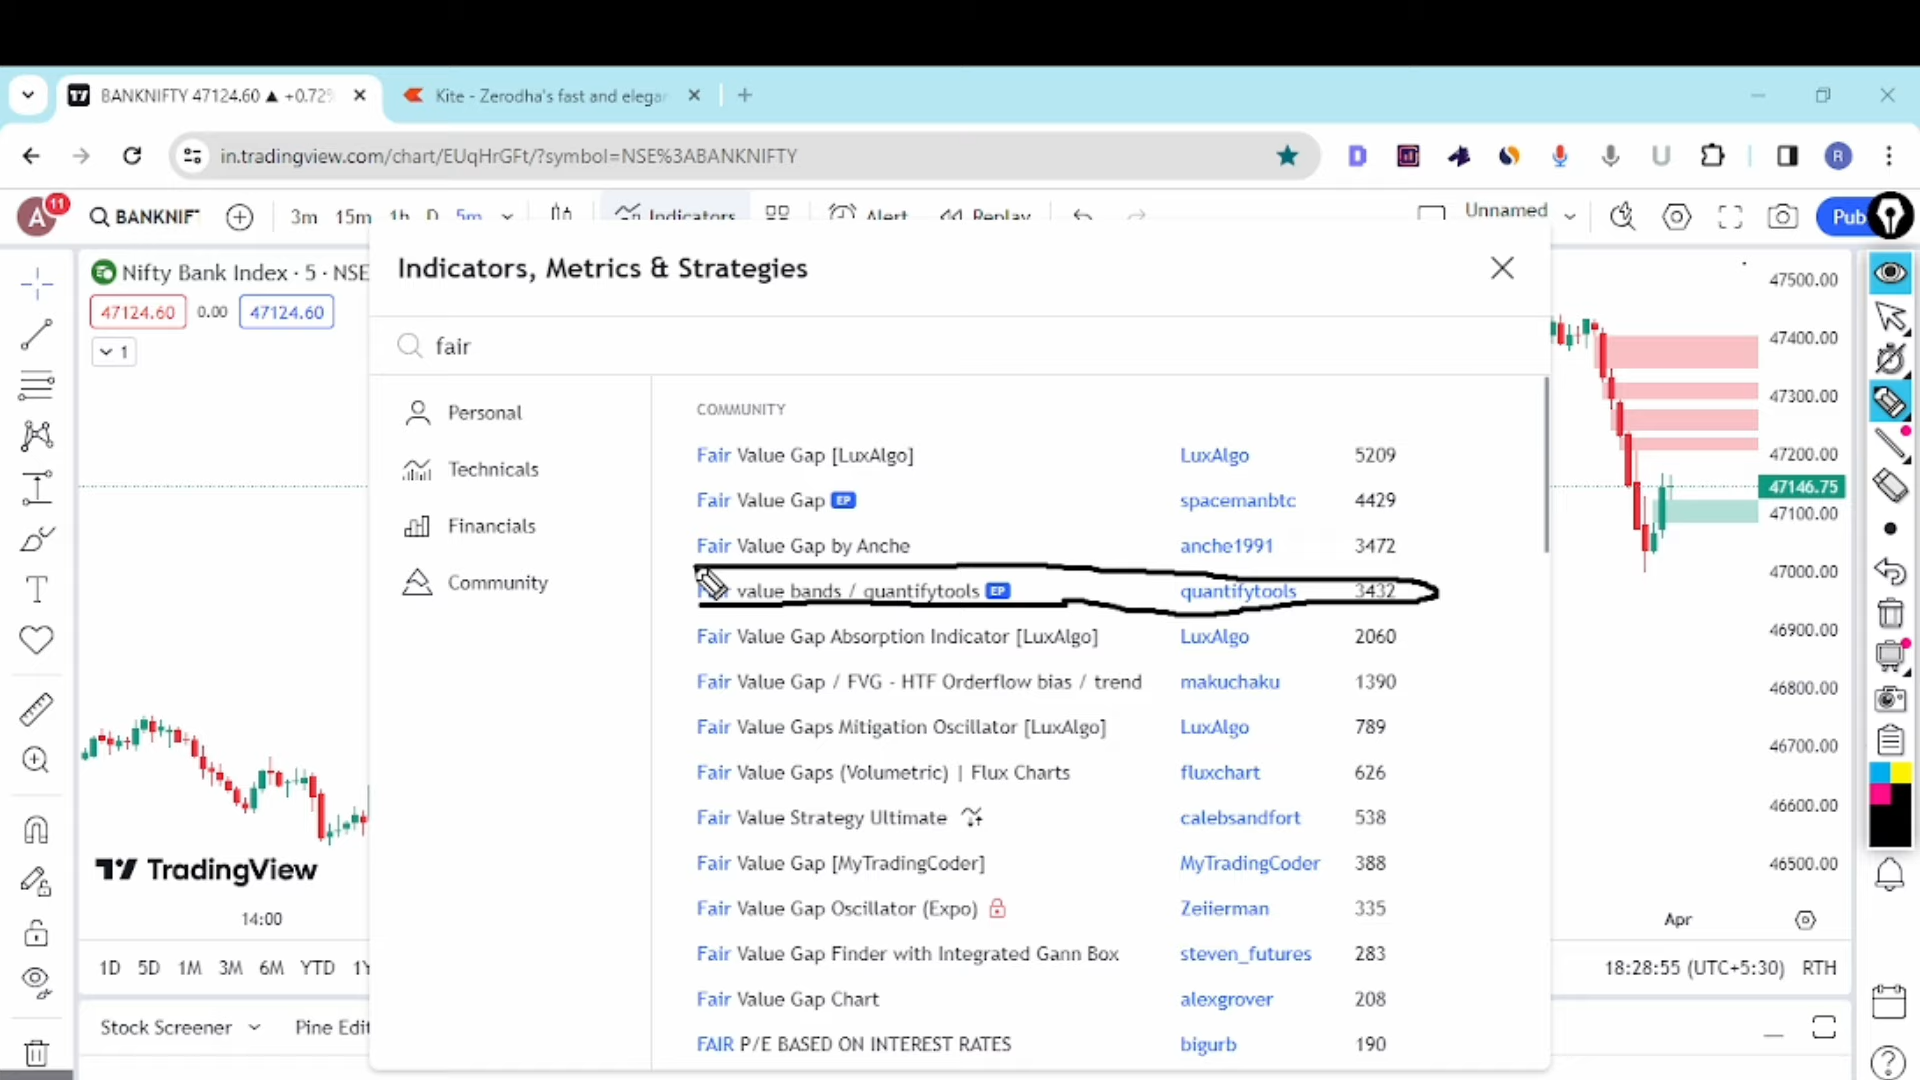 BANKNIFTY 47124.60 ▲ +0.72%
Kite - Zerodha's fast and elegan
in.tradingview.com/chart/EUqHrGFt/?symbol=NSE%3ABANKNIFTY
D
U
R
A 11
BANKNIF
3m 15m 1h D 5m
Indicators
Alert
Replay
Unnamed
Pub
Nifty Bank Index · 5 · NSE
47124.60 0.00 47124.60
1
Indicators, Metrics & Strategies
fair
Personal
Technicals
Financials
Community
COMMUNITY
Fair Value Gap [LuxAlgo] LuxAlgo 5209
Fair Value Gap EP spacemanbtc 4429
Fair Value Gap by Anche anche1991 3472
value bands / quantifytools EP quantifytools 3432
Fair Value Gap Absorption Indicator [LuxAlgo] LuxAlgo 2060
Fair Value Gap / FVG - HTF Orderflow bias / trend makuchaku 1390
Fair Value Gaps Mitigation Oscillator [LuxAlgo] LuxAlgo 789
Fair Value Gaps (Volumetric) | Flux Charts fluxchart 626
Fair Value Strategy Ultimate calebsandfort 538
Fair Value Gap [MyTradingCoder] MyTradingCoder 388
Fair Value Gap Oscillator (Expo) Zeiierman 335
Fair Value Gap Finder with Integrated Gann Box steven_futures 283
Fair Value Gap Chart alexgrover 208
FAIR P/E BASED ON INTEREST RATES bigurb 190
47500.00
47400.00
47300.00
47200.00
47146.75
47100.00
47000.00
46900.00
46800.00
46700.00
46600.00
46500.00
TradingView
14:00
Apr
1D 5D 1M 3M 6M YTD 1Y
18:28:55 (UTC+5:30) RTH
Stock Screener
Pine Edit